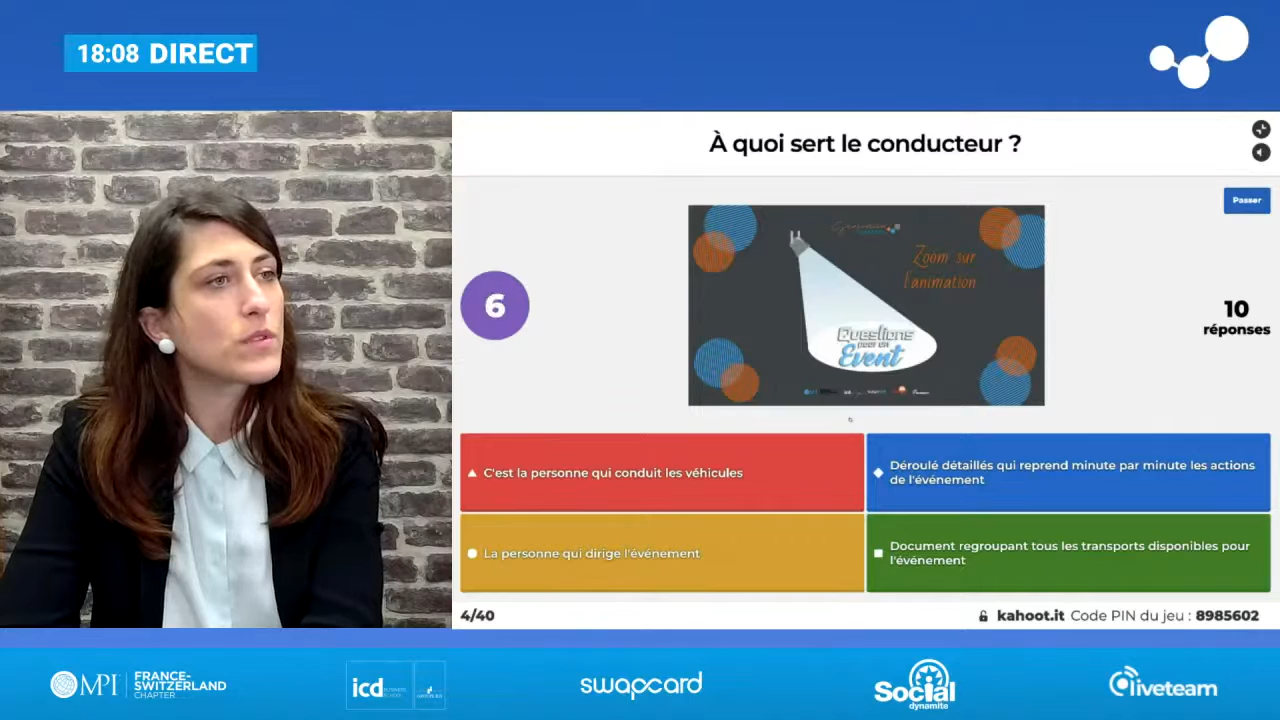 18:08 DIRECT
À quoi sert le conducteur ?
Passer
Zoom sur
l'animation
6
10
réponses
Questions
pour un
Event
C'est la personne qui conduit les véhicules
Déroulé détaillés qui reprend minute par minute les actions
de l'événement
La personne qui dirige l'événement
Document regroupant tous les transports disponibles pour
l'événement
4/40
kahoot.it Code PIN du jeu : 8985602
MPI
FRANCE-
SWITZERLAND
CHAPTER
icd
swapcard
Social
dynamite
liveteam